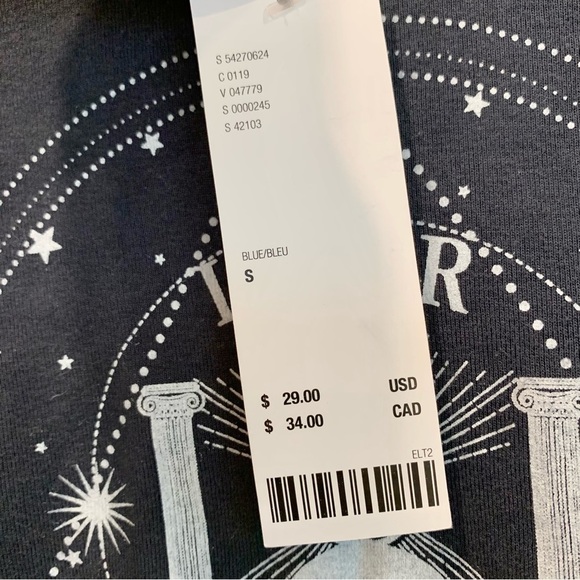 S 54270624
C 0119
V 047779
S 0000245
S 42103
BLUE/BLEU
S
$ 29.00 USD
$ 34.00 CAD
ELT2
R